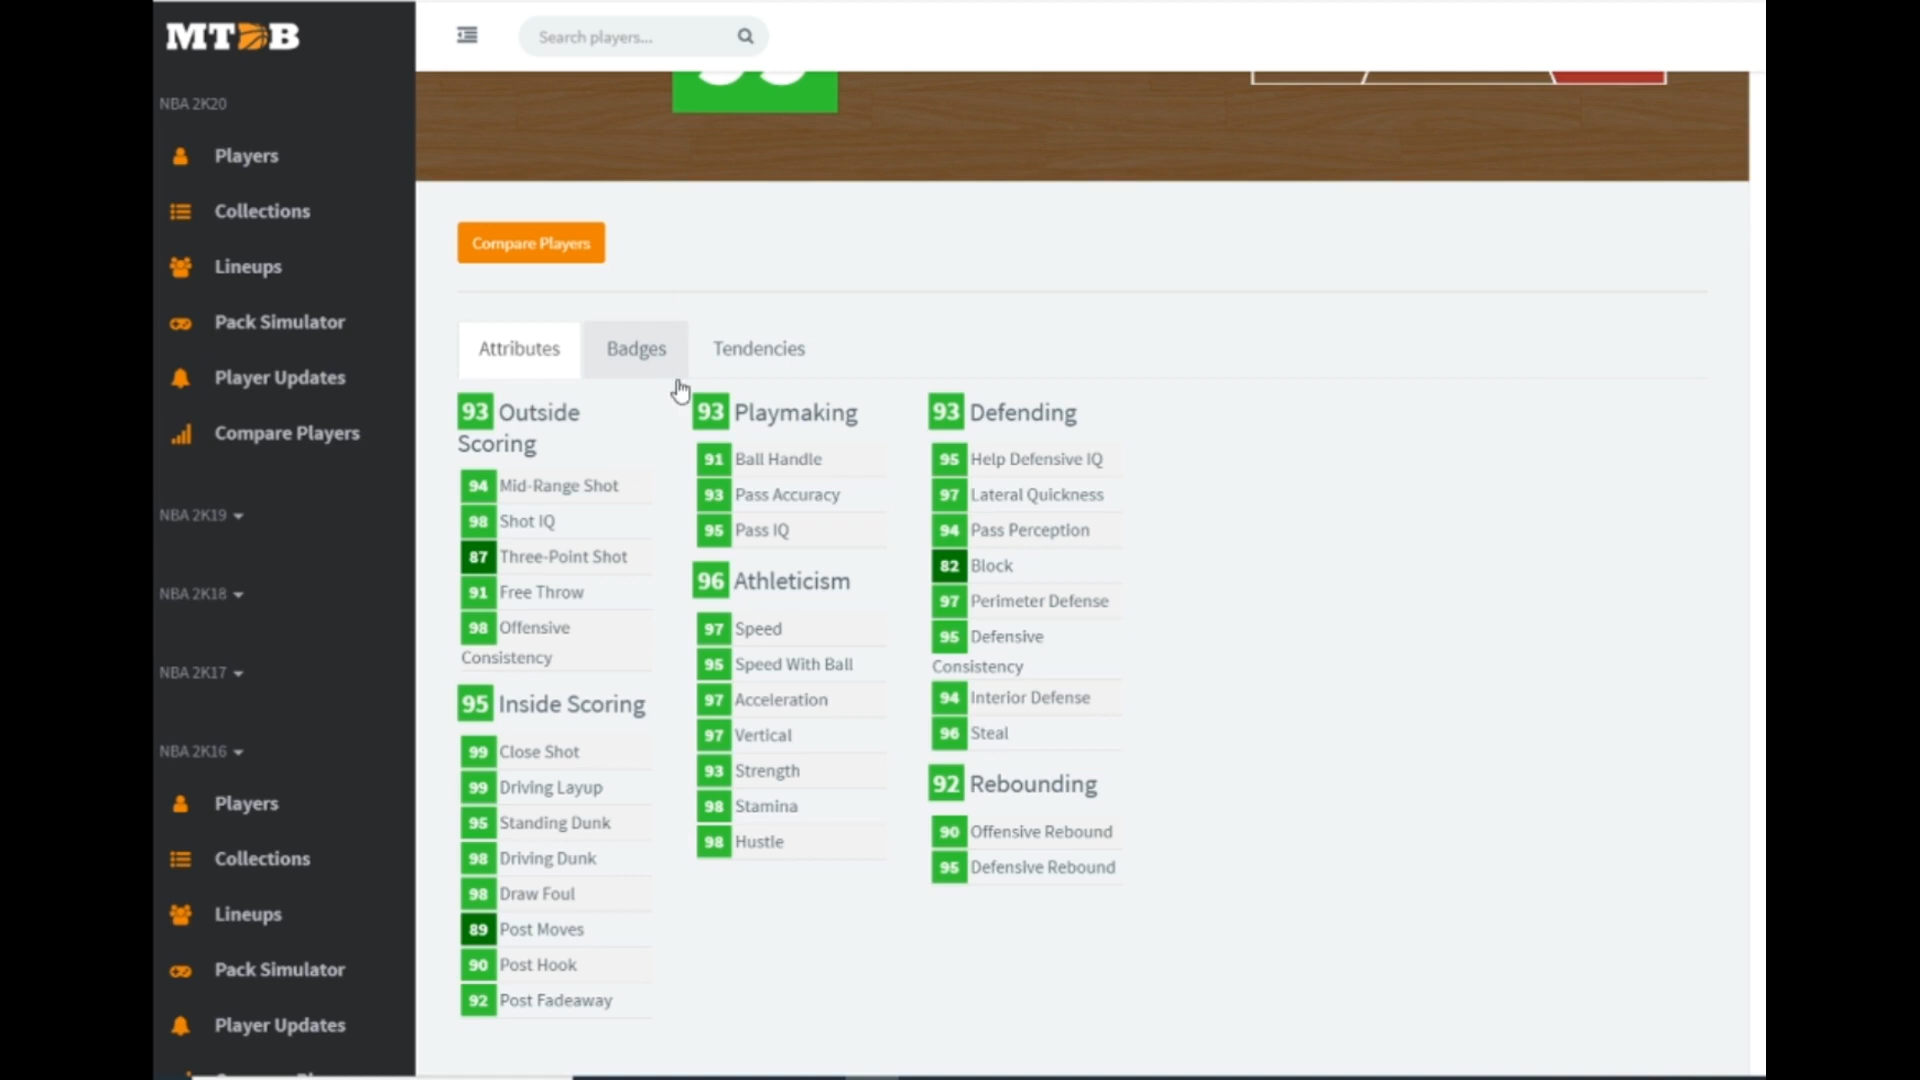 MTDB
Search players...
NBA 2K20
Players
Collections
Lineups
Pack Simulator
Player Updates
Compare Players
NBA 2K19
NBA 2K18
NBA 2K17
NBA 2K16
Players
Collections
Lineups
Pack Simulator
Player Updates
Compare Players
Attributes
Badges
Tendencies
93 Outside
Scoring
94 Mid-Range Shot
98 Shot IQ
87 Three-Point Shot
91 Free Throw
98 Offensive
Consistency
95 Inside Scoring
99 Close Shot
99 Driving Layup
95 Standing Dunk
98 Driving Dunk
98 Draw Foul
89 Post Moves
90 Post Hook
92 Post Fadeaway
93 Playmaking
91 Ball Handle
93 Pass Accuracy
95 Pass IQ
96 Athleticism
97 Speed
95 Speed With Ball
97 Acceleration
97 Vertical
93 Strength
98 Stamina
98 Hustle
93 Defending
95 Help Defensive IQ
97 Lateral Quickness
94 Pass Perception
82 Block
97 Perimeter Defense
95 Defensive
Consistency
94 Interior Defense
96 Steal
92 Rebounding
90 Offensive Rebound
95 Defensive Rebound